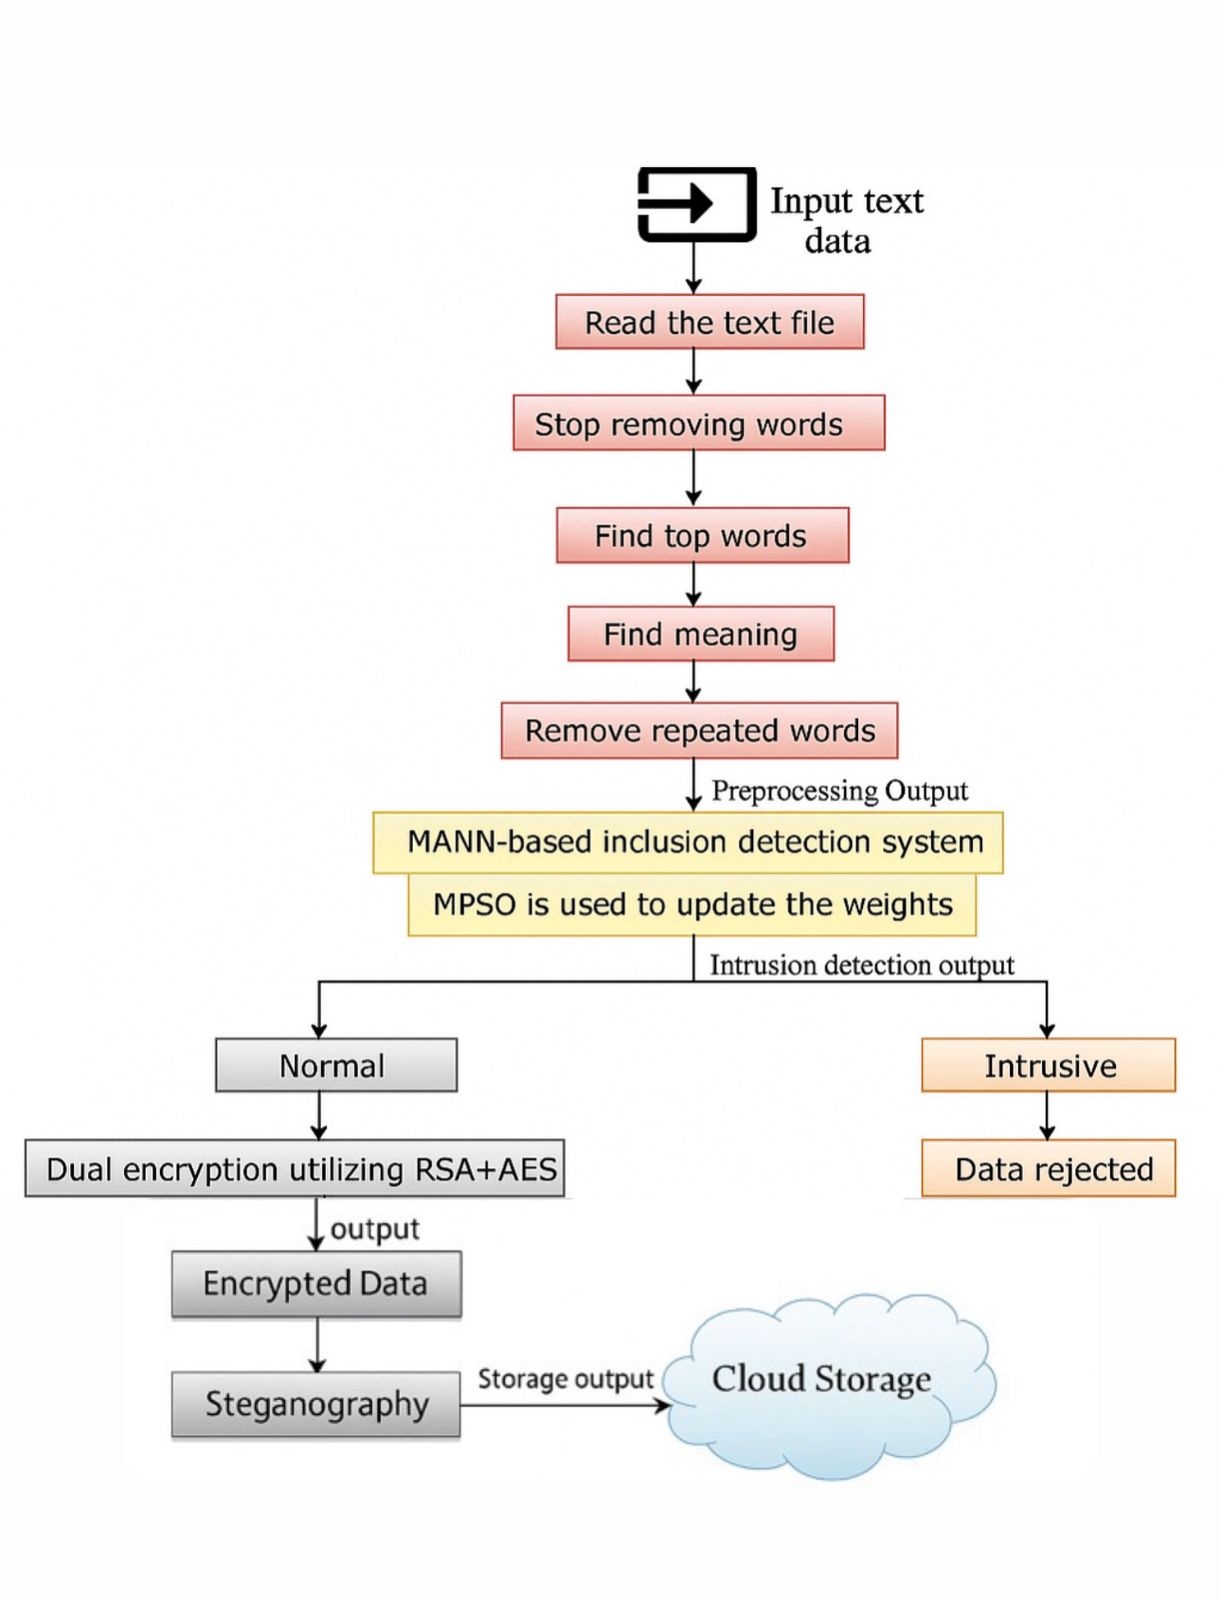 Input text
data
Read the text file
Stop removing words
Find top words
Find meaning
Remove repeated words
Preprocessing Output
MANN-based inclusion detection system
MPSO is used to update the weights
Intrusion detection output
Normal
Intrusive
Dual encryption utilizing RSA+AES
Data rejected
output
Encrypted Data
Steganography
Storage output
Cloud Storage